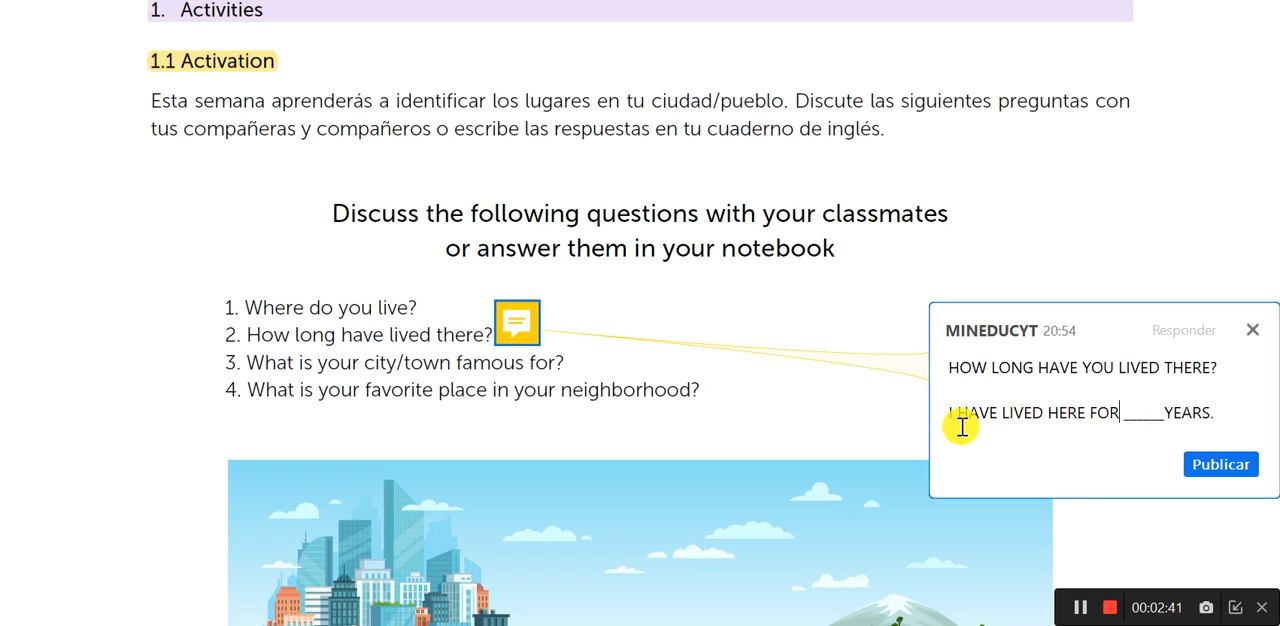 1. Activities
1.1 Activation
Esta semana aprenderás a identificar los lugares en tu ciudad/pueblo. Discute las siguientes preguntas con
tus compañeras y compañeros o escribe las respuestas en tu cuaderno de inglés.
Discuss the following questions with your classmates
or answer them in your notebook
1. Where do you live?
2. How long have lived there?
3. What is your city/town famous for?
4. What is your favorite place in your neighborhood?
MINEDUCYT 20:54 Responder
HOW LONG HAVE YOU LIVED THERE?
I HAVE LIVED HERE FOR ______YEARS.
Publicar
00:02:41